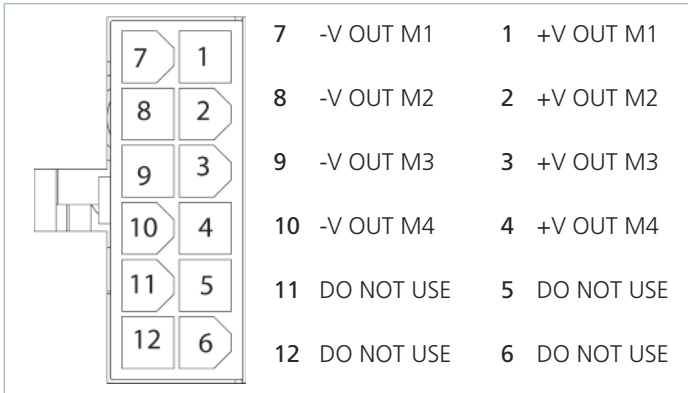 7 1 7 -V OUT M1 1 +V OUT M1
8 2 8 -V OUT M2 2 +V OUT M2
9 3 9 -V OUT M3 3 +V OUT M3
10 4 10 -V OUT M4 4 +V OUT M4
11 5 11 DO NOT USE 5 DO NOT USE
12 6 12 DO NOT USE 6 DO NOT USE